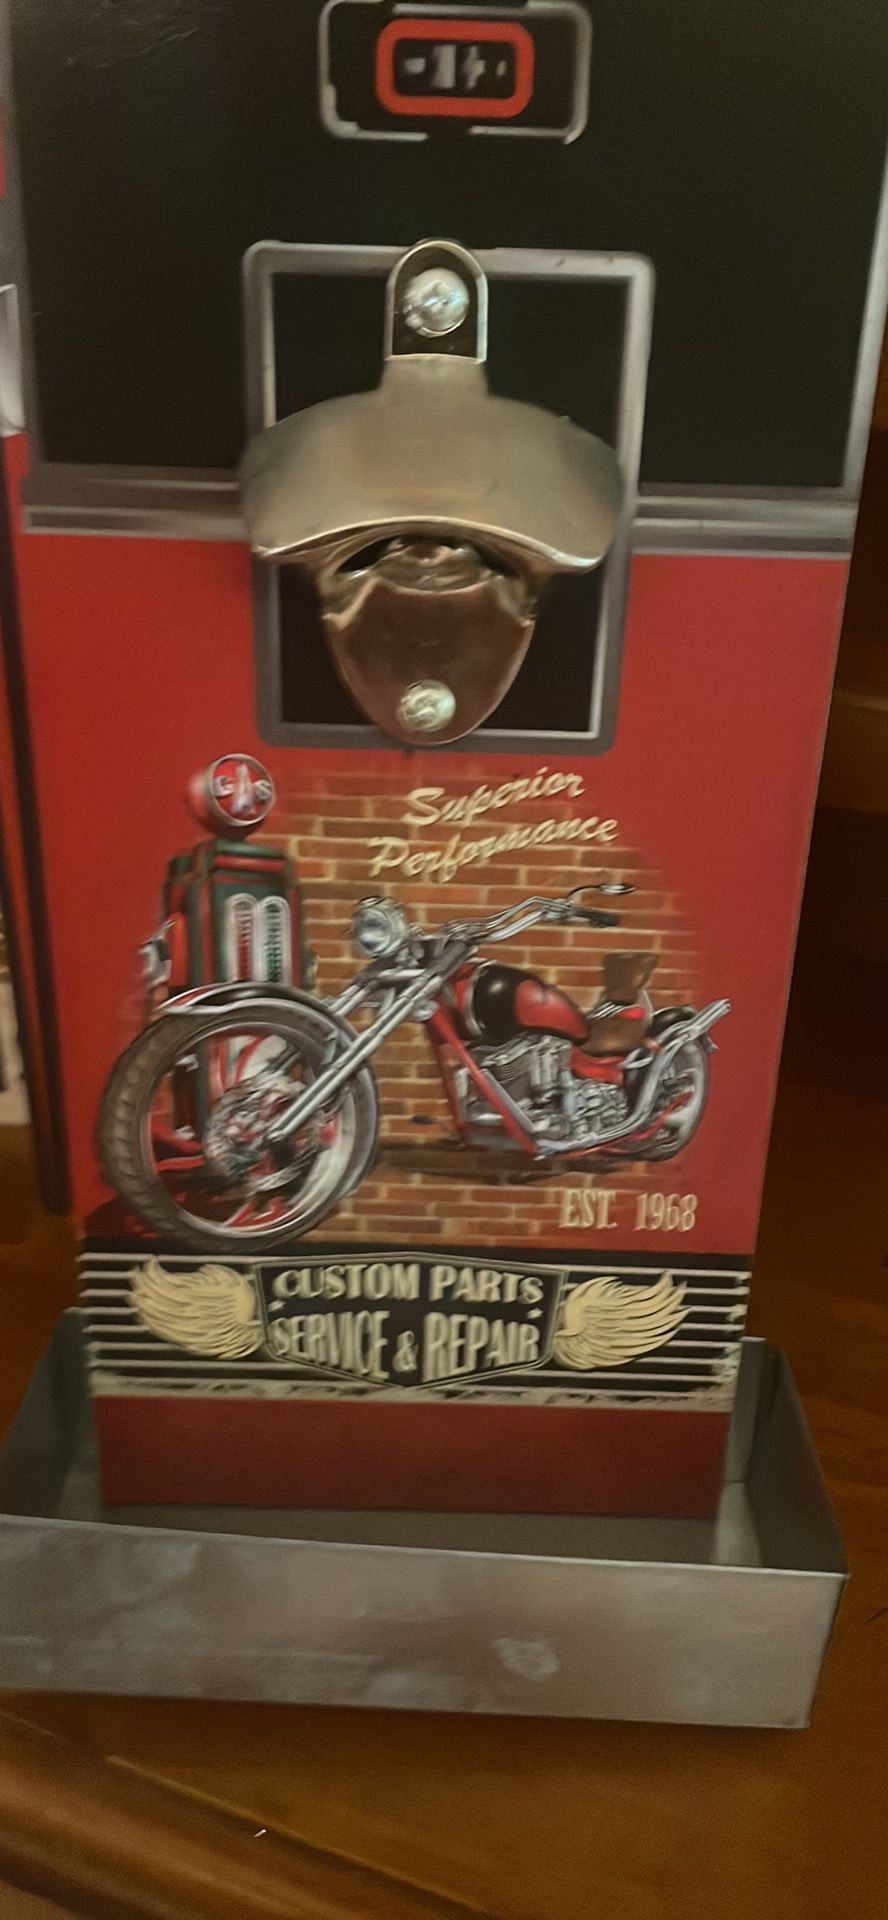 GAS
Superior
Performance
EST. 1968
CUSTOM PARTS
SERVICE & REPAIR